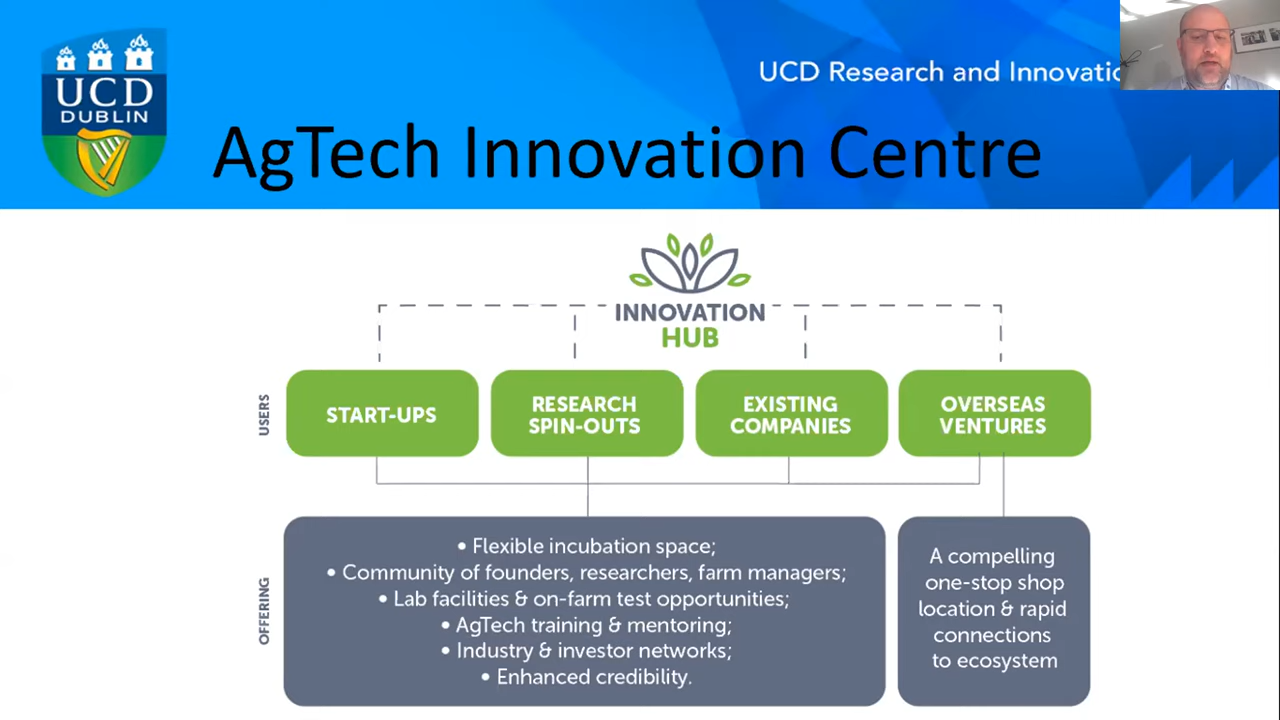 UCD
DUBLIN
UCD Research and Innovatio
AgTech Innovation Centre
INNOVATION
HUB
USERS
START-UPS
RESEARCH
SPIN-OUTS
EXISTING
COMPANIES
OVERSEAS
VENTURES
OFFERING
• Flexible incubation space;
• Community of founders, researchers, farm managers;
• Lab facilities & on-farm test opportunities;
• AgTech training & mentoring;
• Industry & investor networks;
• Enhanced credibility.
A compelling
one-stop shop
location & rapid
connections
to ecosystem